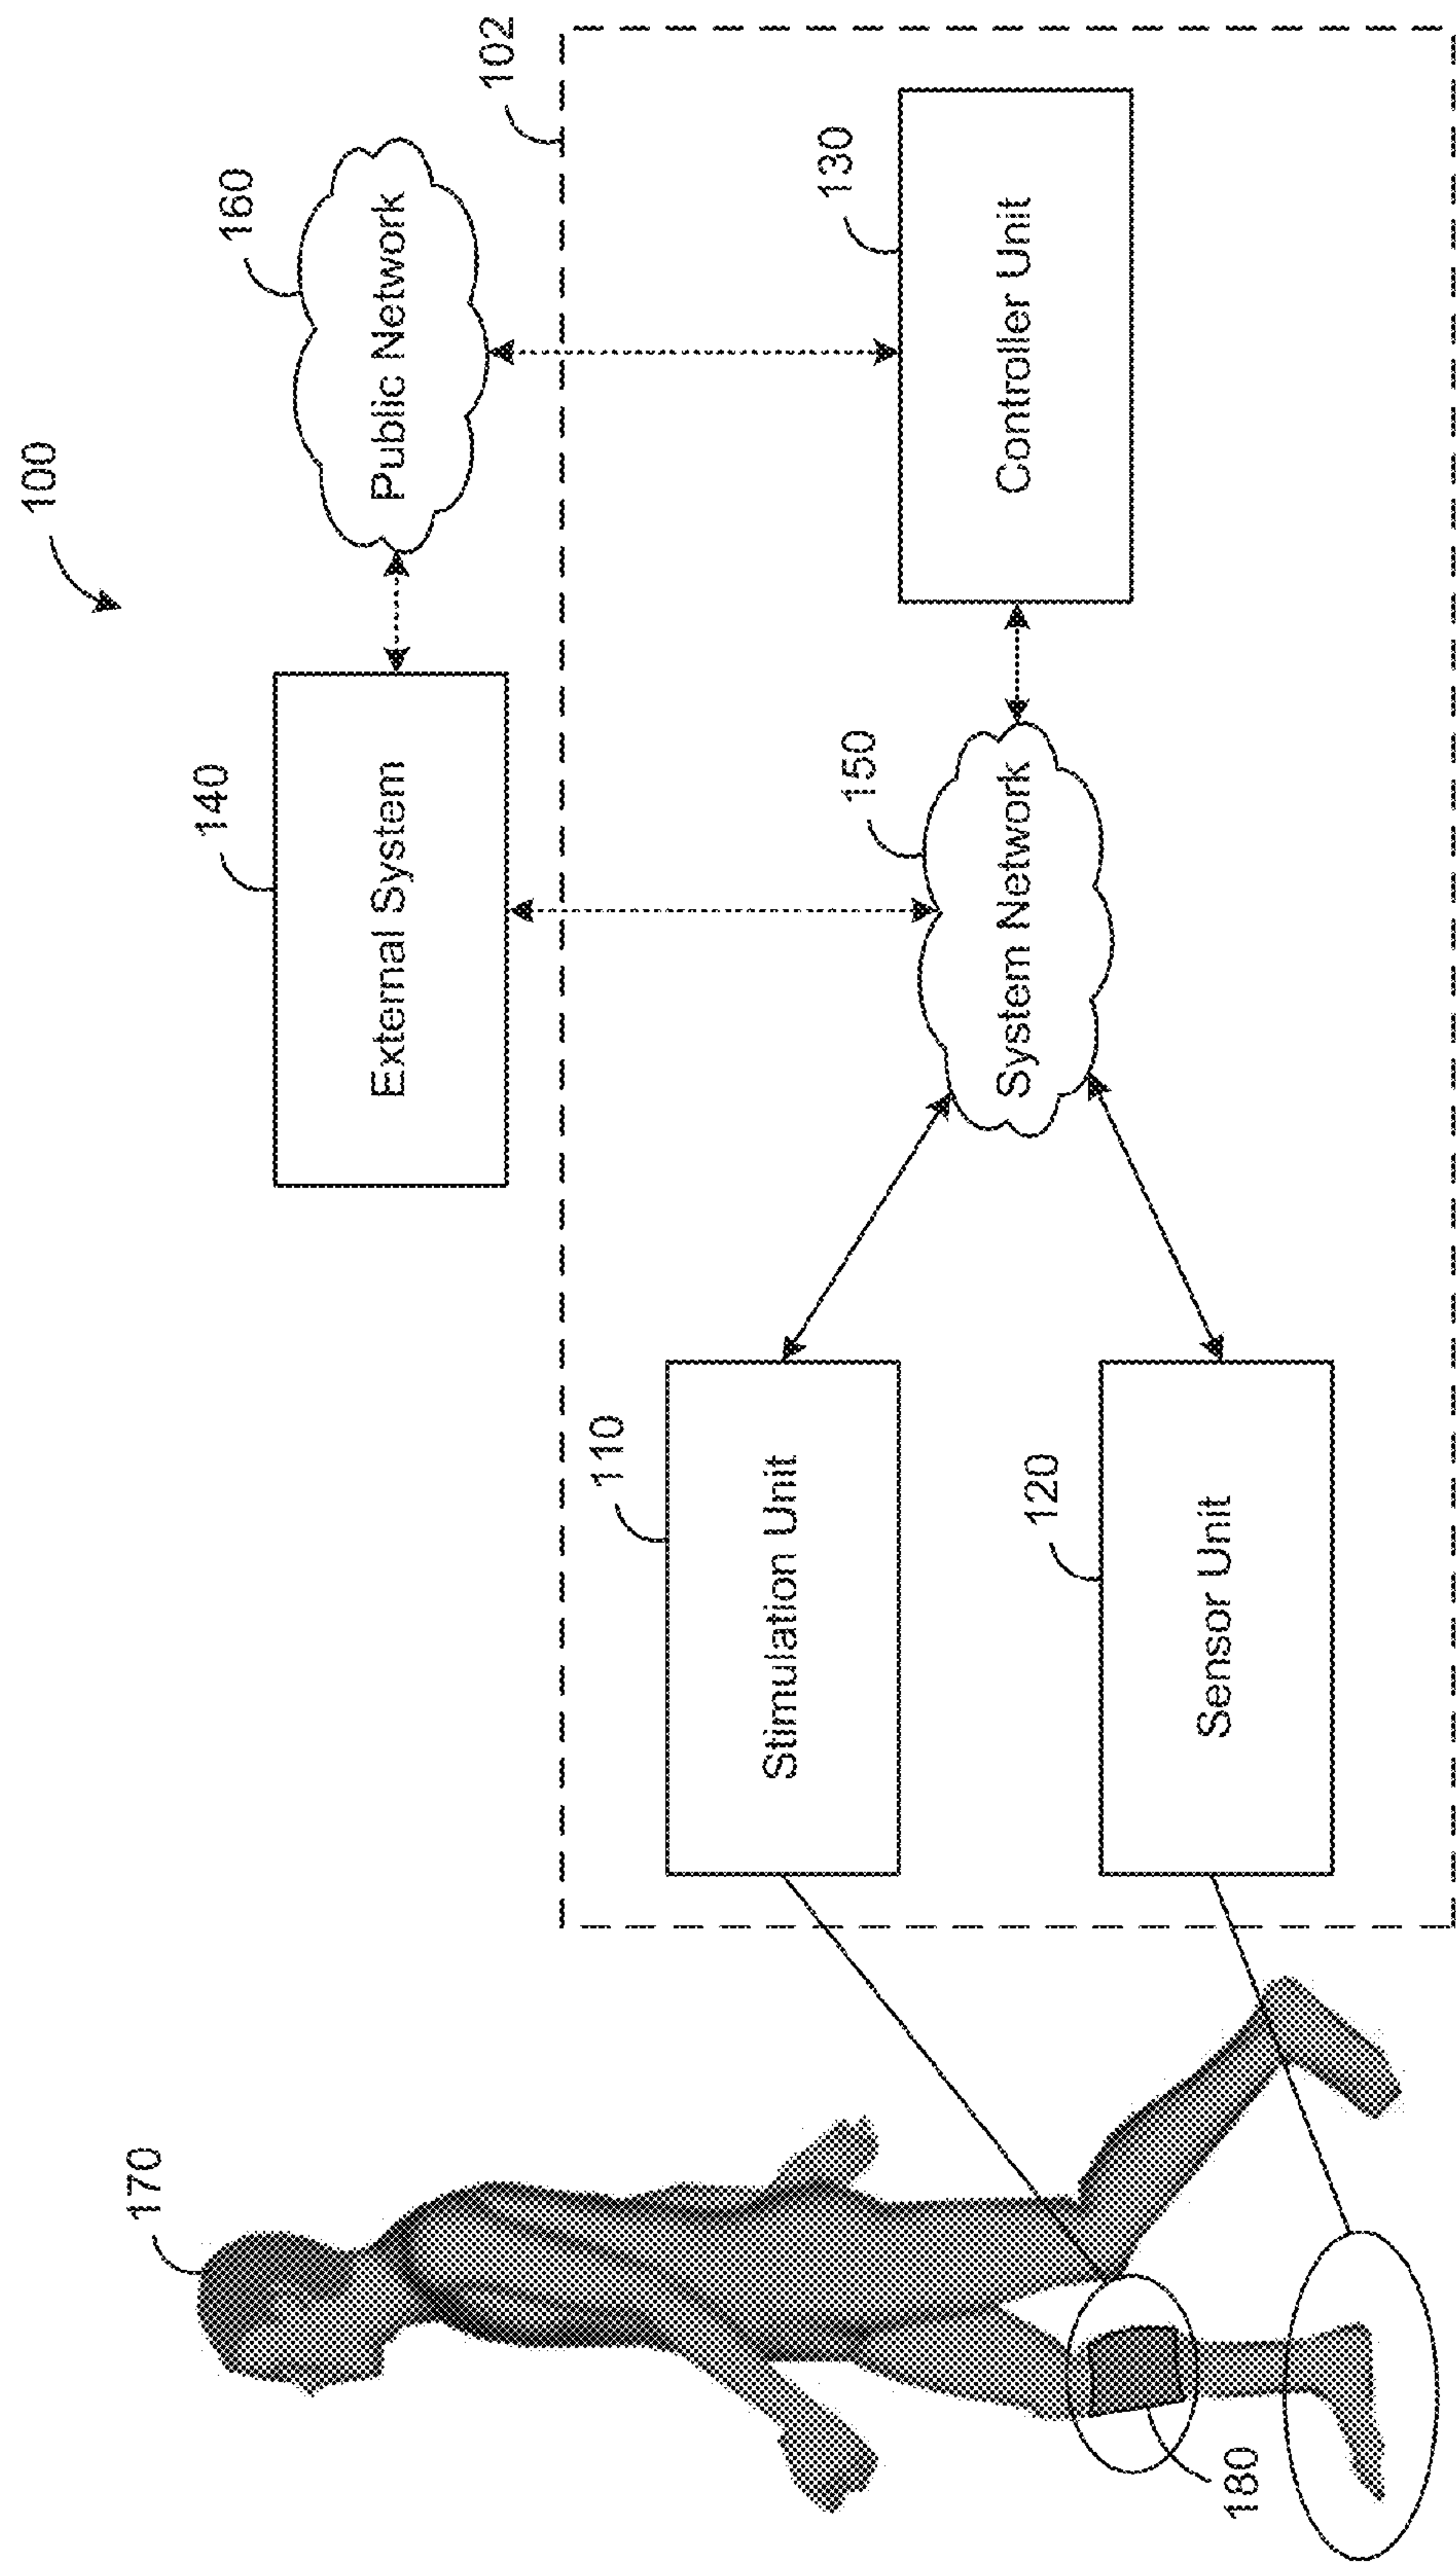 100
170
140
External System
160
Public Network
102
110
Stimulation Unit
150
System Network
130
Controller Unit
120
Sensor Unit
180